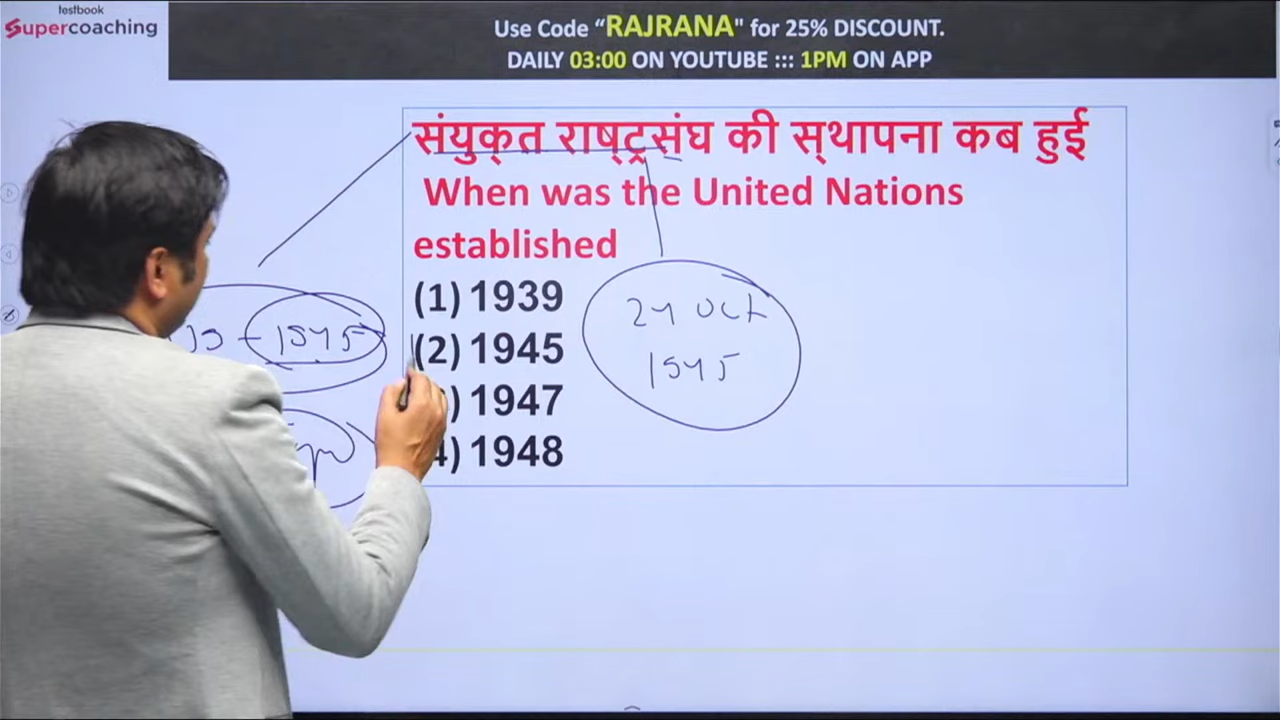 testbook
Supercoaching
Use Code “RAJRANA" for 25% DISCOUNT.
DAILY 03:00 ON YOUTUBE ::: 1PM ON APP
संयुक्त राष्ट्रसंघ की स्थापना कब हुई
When was the United Nations
established
(1) 1939
(2) 1945
) 1947
4) 1948
24 Oct
1945
- 1945